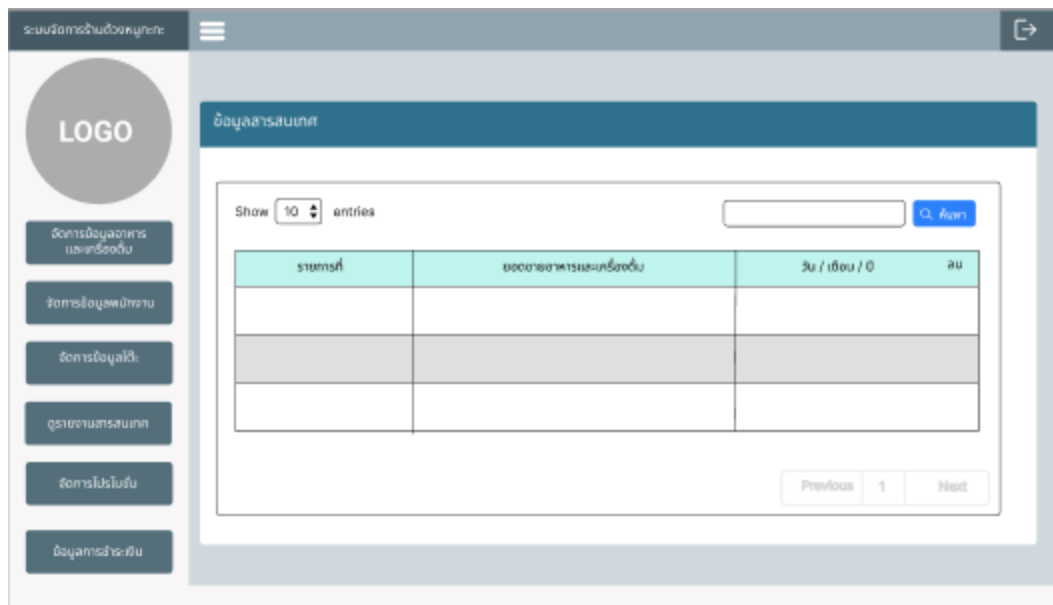 ระบบจัดการร้านด้วงหมูกะทะ
LOGO
จัดการข้อมูลอาหาร
และเครื่องดื่ม
จัดการข้อมูลพนักงาน
จัดการข้อมูลโต๊ะ
ดูรายงานสารสนเทศ
จัดการโปรโมชั่น
ข้อมูลการชำระเงิน
ข้อมูลสารสนเทศ
Show 10 entries
ค้นหา
รายการที่ ยอดขายอาหารและเครื่องดื่ม วัน / เดือน / ปี ลบ
Previous 1 Next